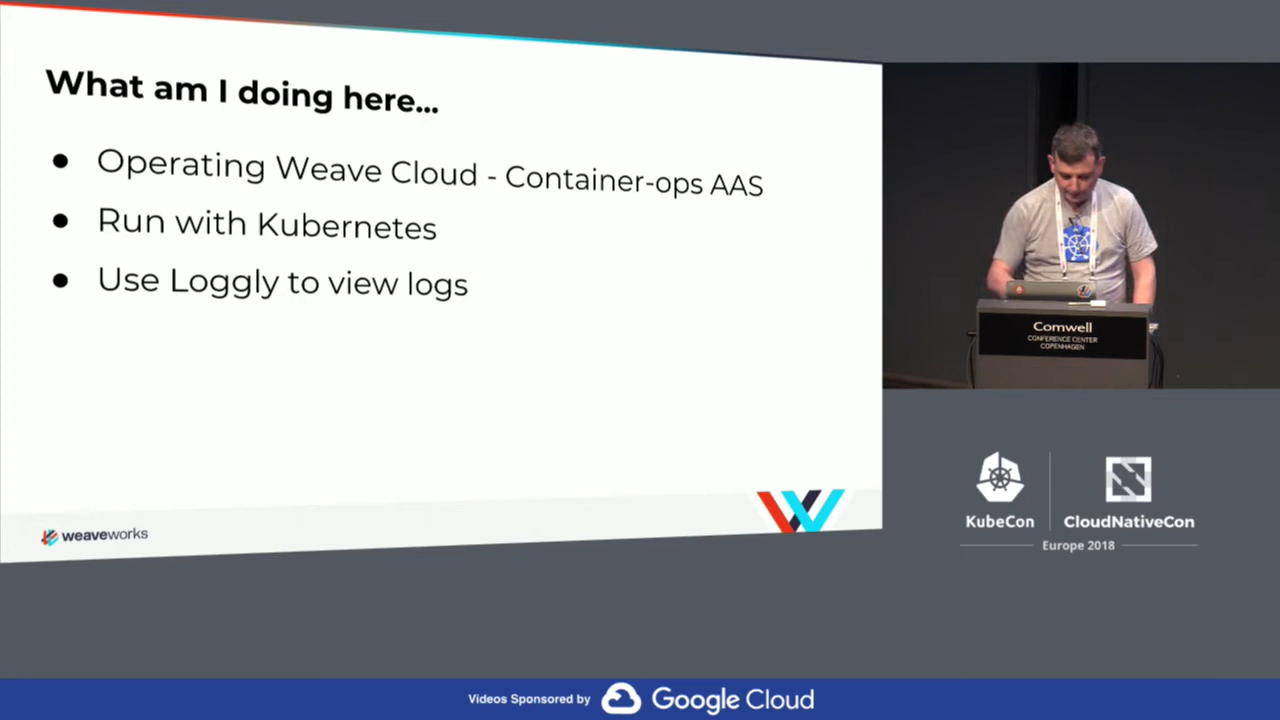 What am I doing here...
● Operating Weave Cloud - Container-ops AAS
● Run with Kubernetes
● Use Loggly to view logs
weaveworks
Comwell
CONFERENCE CENTER
COPENHAGEN
KubeCon
CloudNativeCon
Europe 2018
Videos Sponsored by
Google Cloud